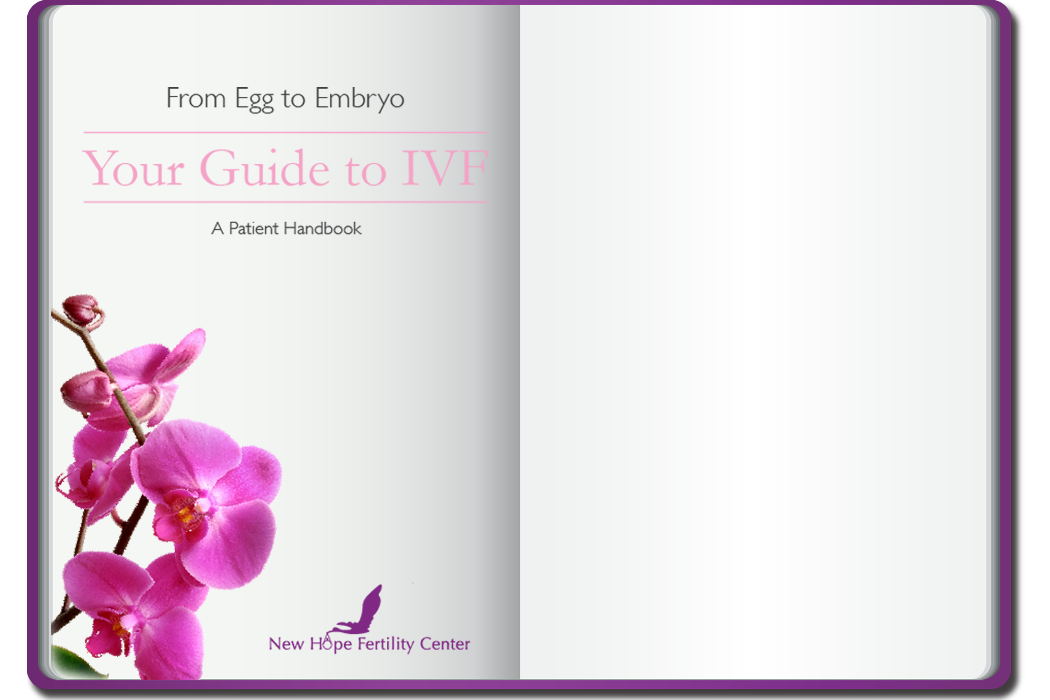 From Egg to Embryo
Your Guide to IVF
A Patient Handbook
New Hope Fertility Center